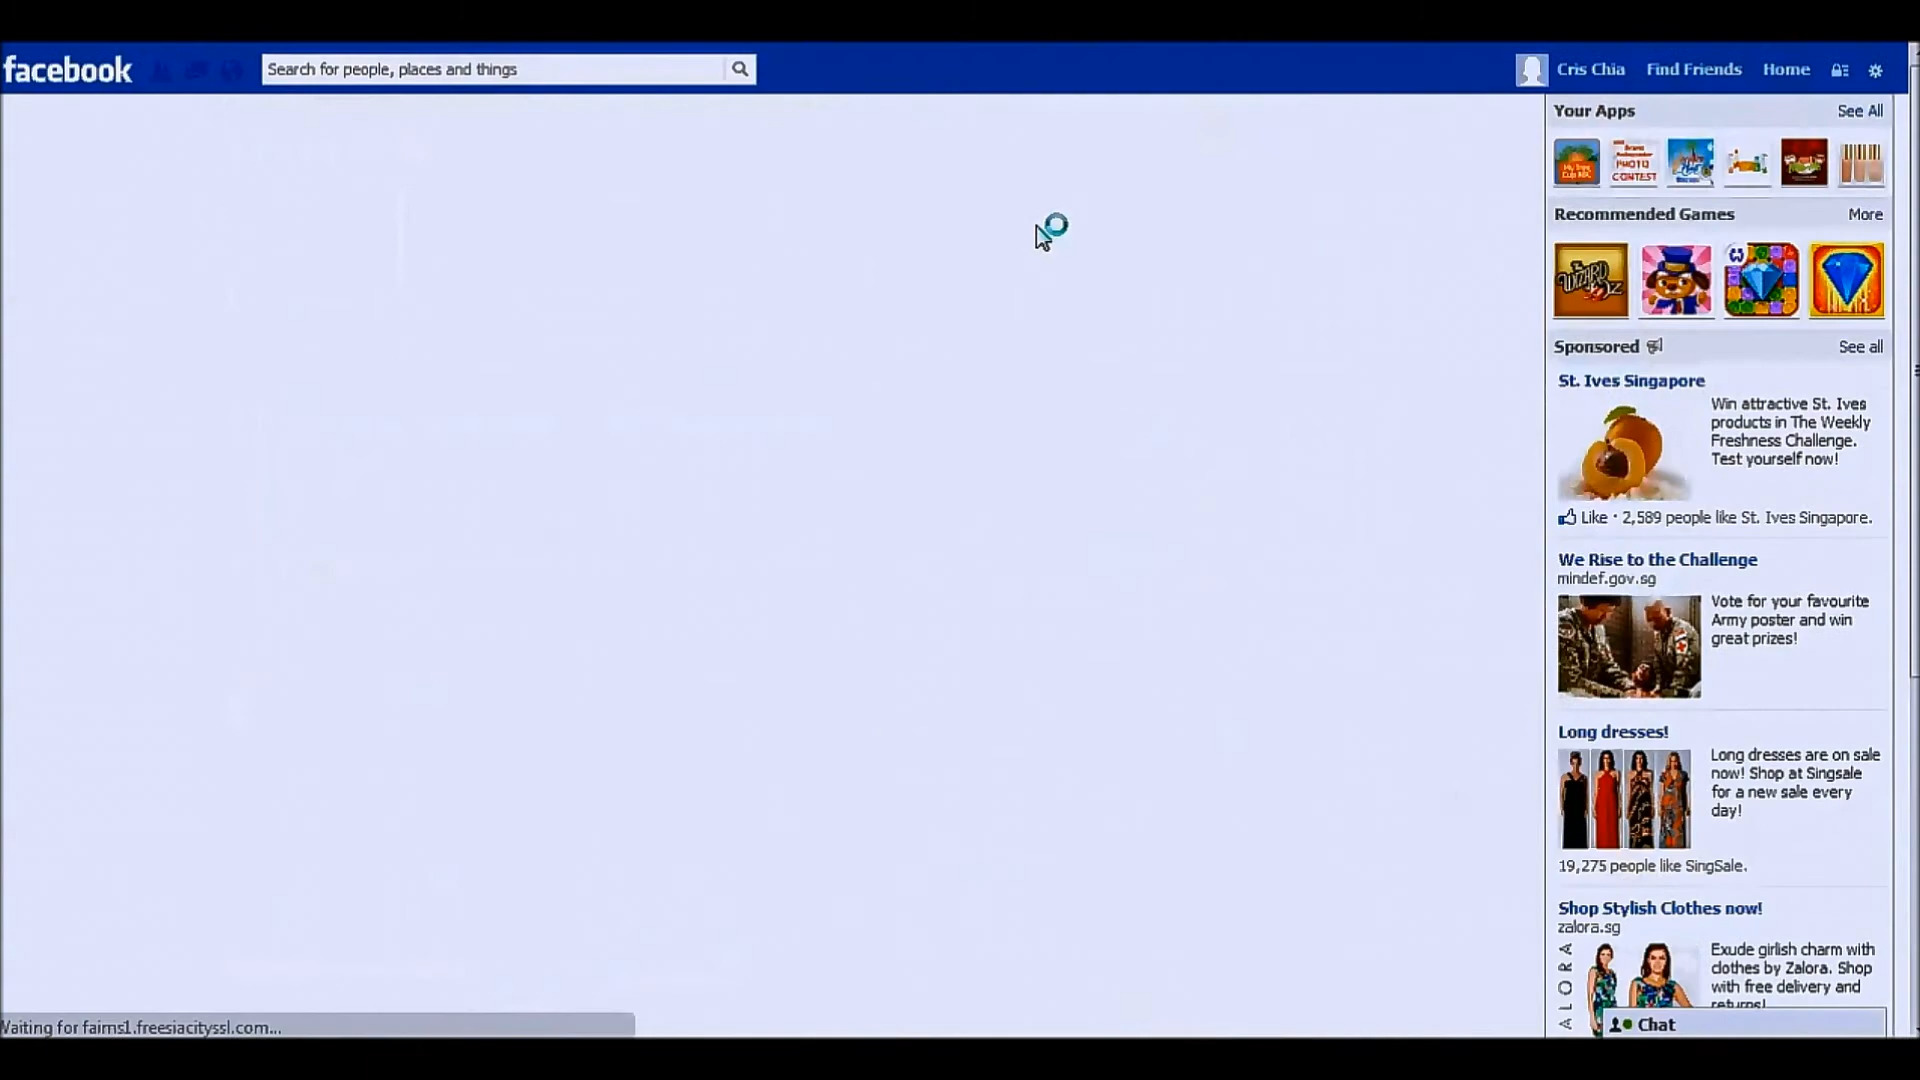 facebook
Search for people, places and things
Cris Chia Find Friends Home
Your Apps See All
PHOTO
CONTEST
Recommended Games More
WIZARD
Sponsored See all
St. Ives Singapore
Win attractive St. Ives
products in The Weekly
Freshness Challenge.
Test yourself now!
Like · 2,589 people like St. Ives Singapore.
We Rise to the Challenge
mindef.gov.sg
Vote for your favourite
Army poster and win
great prizes!
Long dresses!
Long dresses are on sale
now! Shop at Singsale
for a new sale every
day!
19,275 people like SingSale.
Shop Stylish Clothes now!
zalora.sg
Exude girlish charm with
clothes by Zalora. Shop
with free delivery and
returns!
ALORA
Waiting for faims1.freesiacityssl.com...
Chat